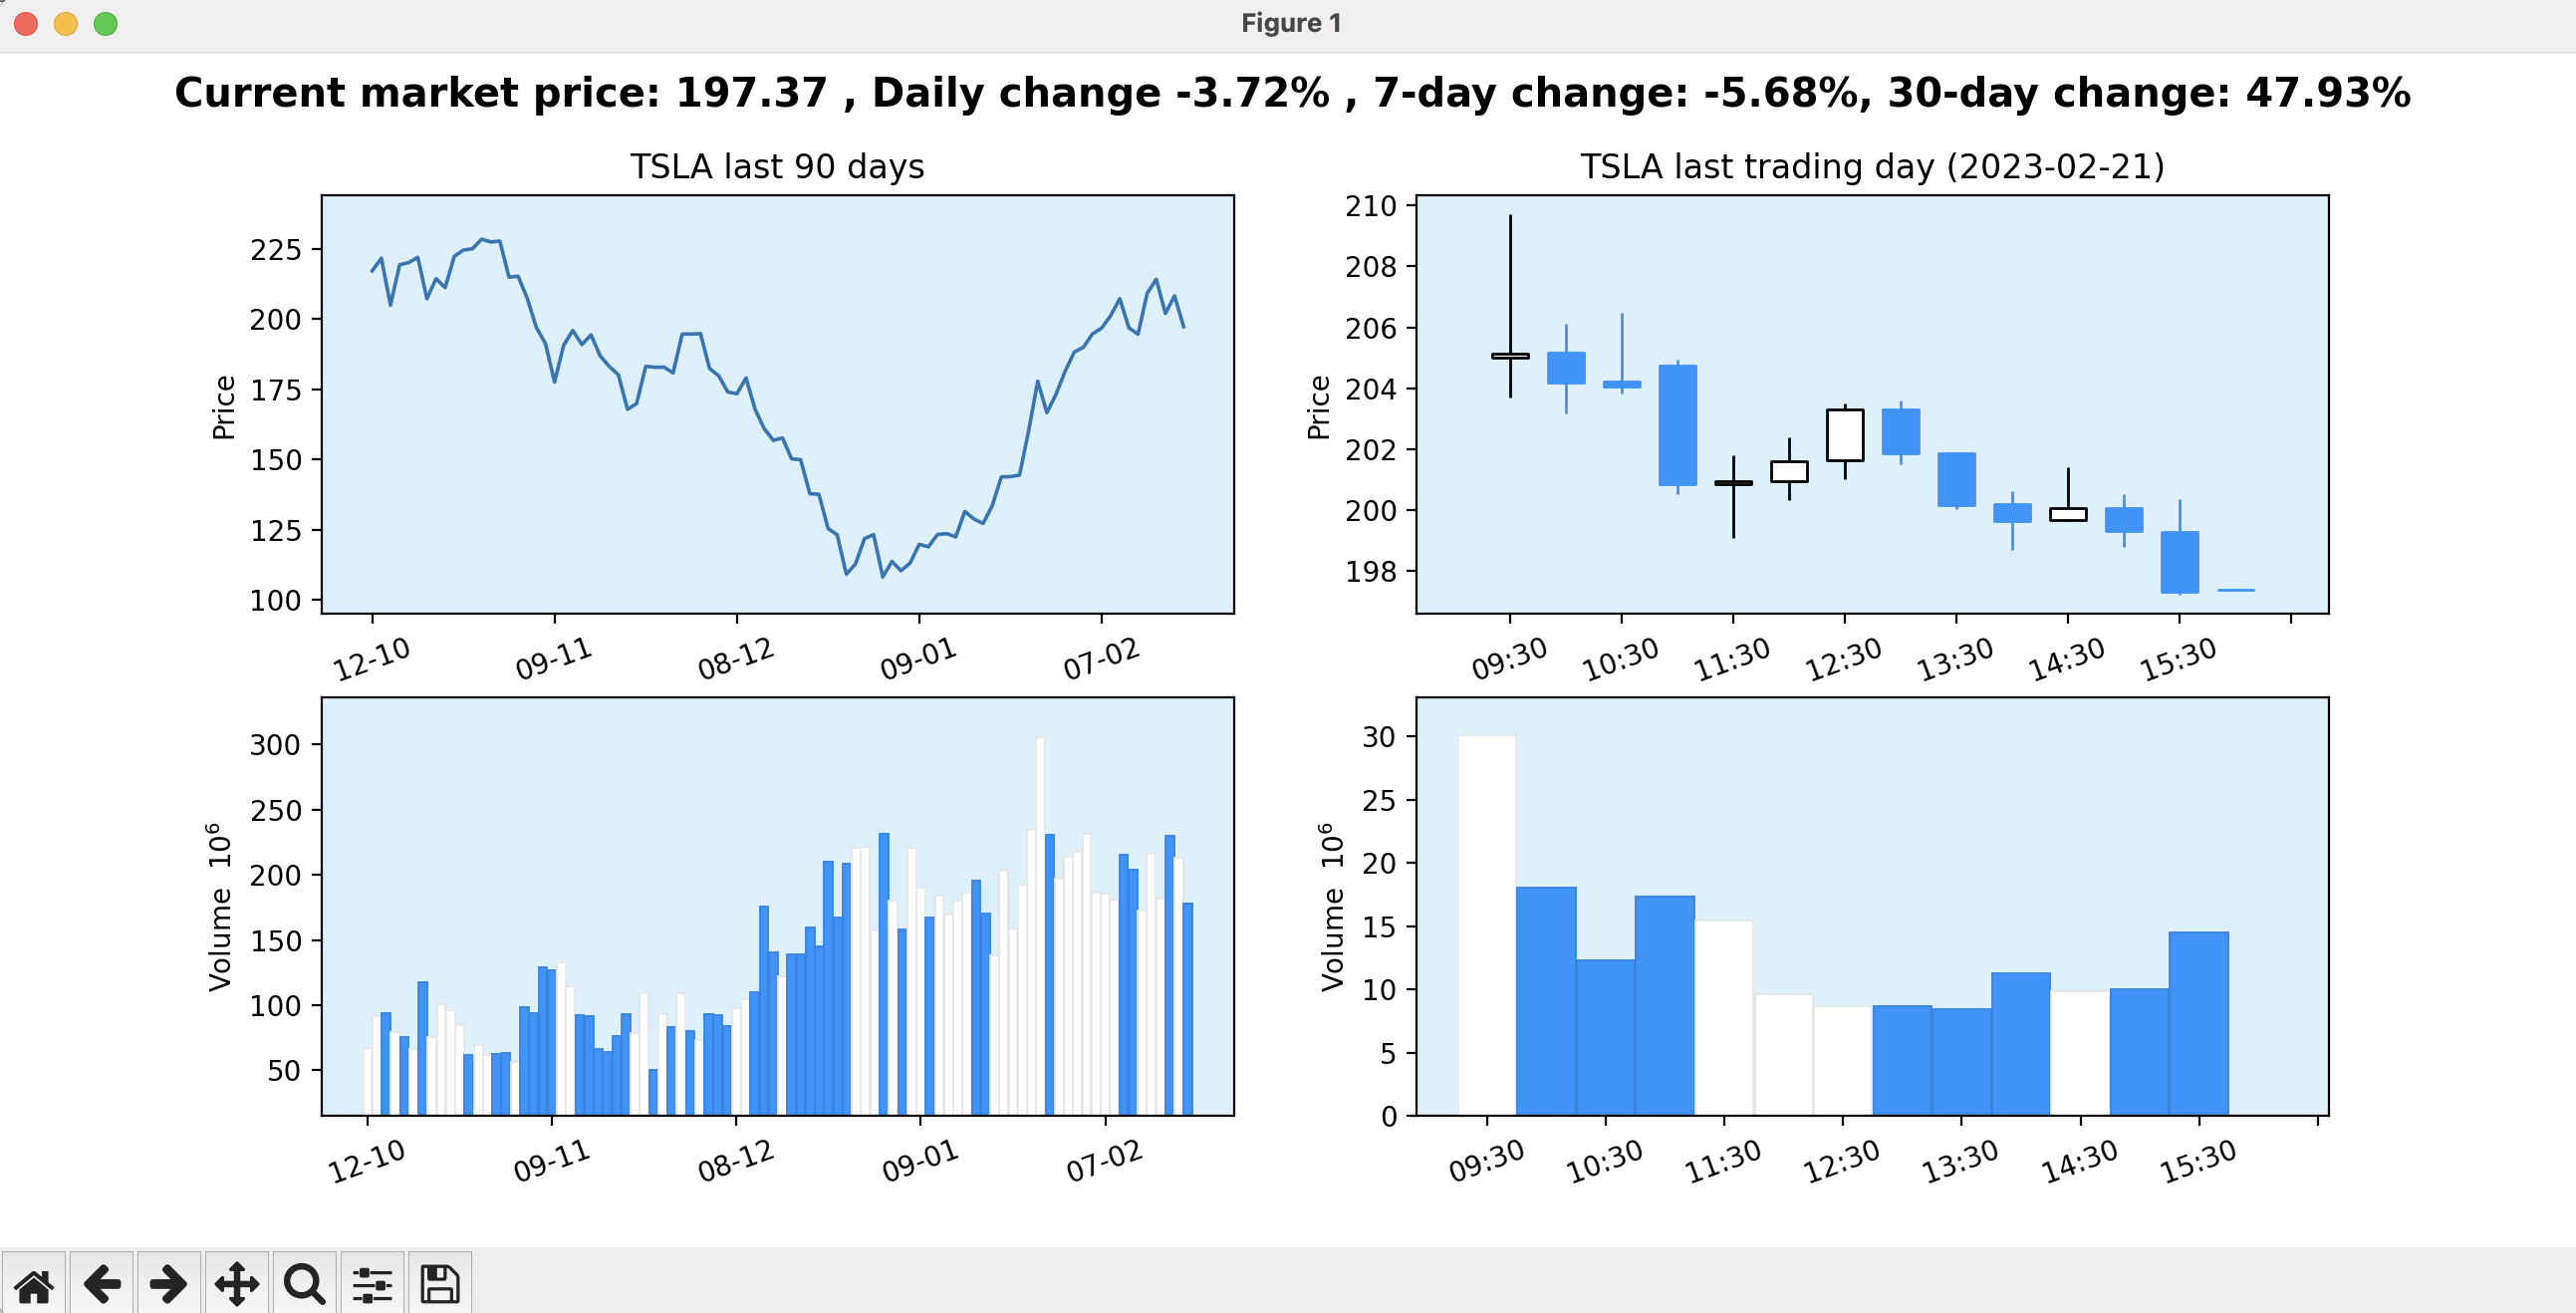 Figure 1
Current market price: 197.37 , Daily change -3.72% , 7-day change: -5.68%, 30-day change: 47.93%
TSLA last 90 days
225
200
175
150
125
100
Price
12-10 09-11 08-12 09-01 07-02
TSLA last trading day (2023-02-21)
210
208
206
204
202
200
198
Price
09:30 10:30 11:30 12:30 13:30 14:30 15:30
300
250
200
150
100
50
Volume 10⁶
12-10 09-11 08-12 09-01 07-02
30
25
20
15
10
5
0
Volume 10⁶
09:30 10:30 11:30 12:30 13:30 14:30 15:30